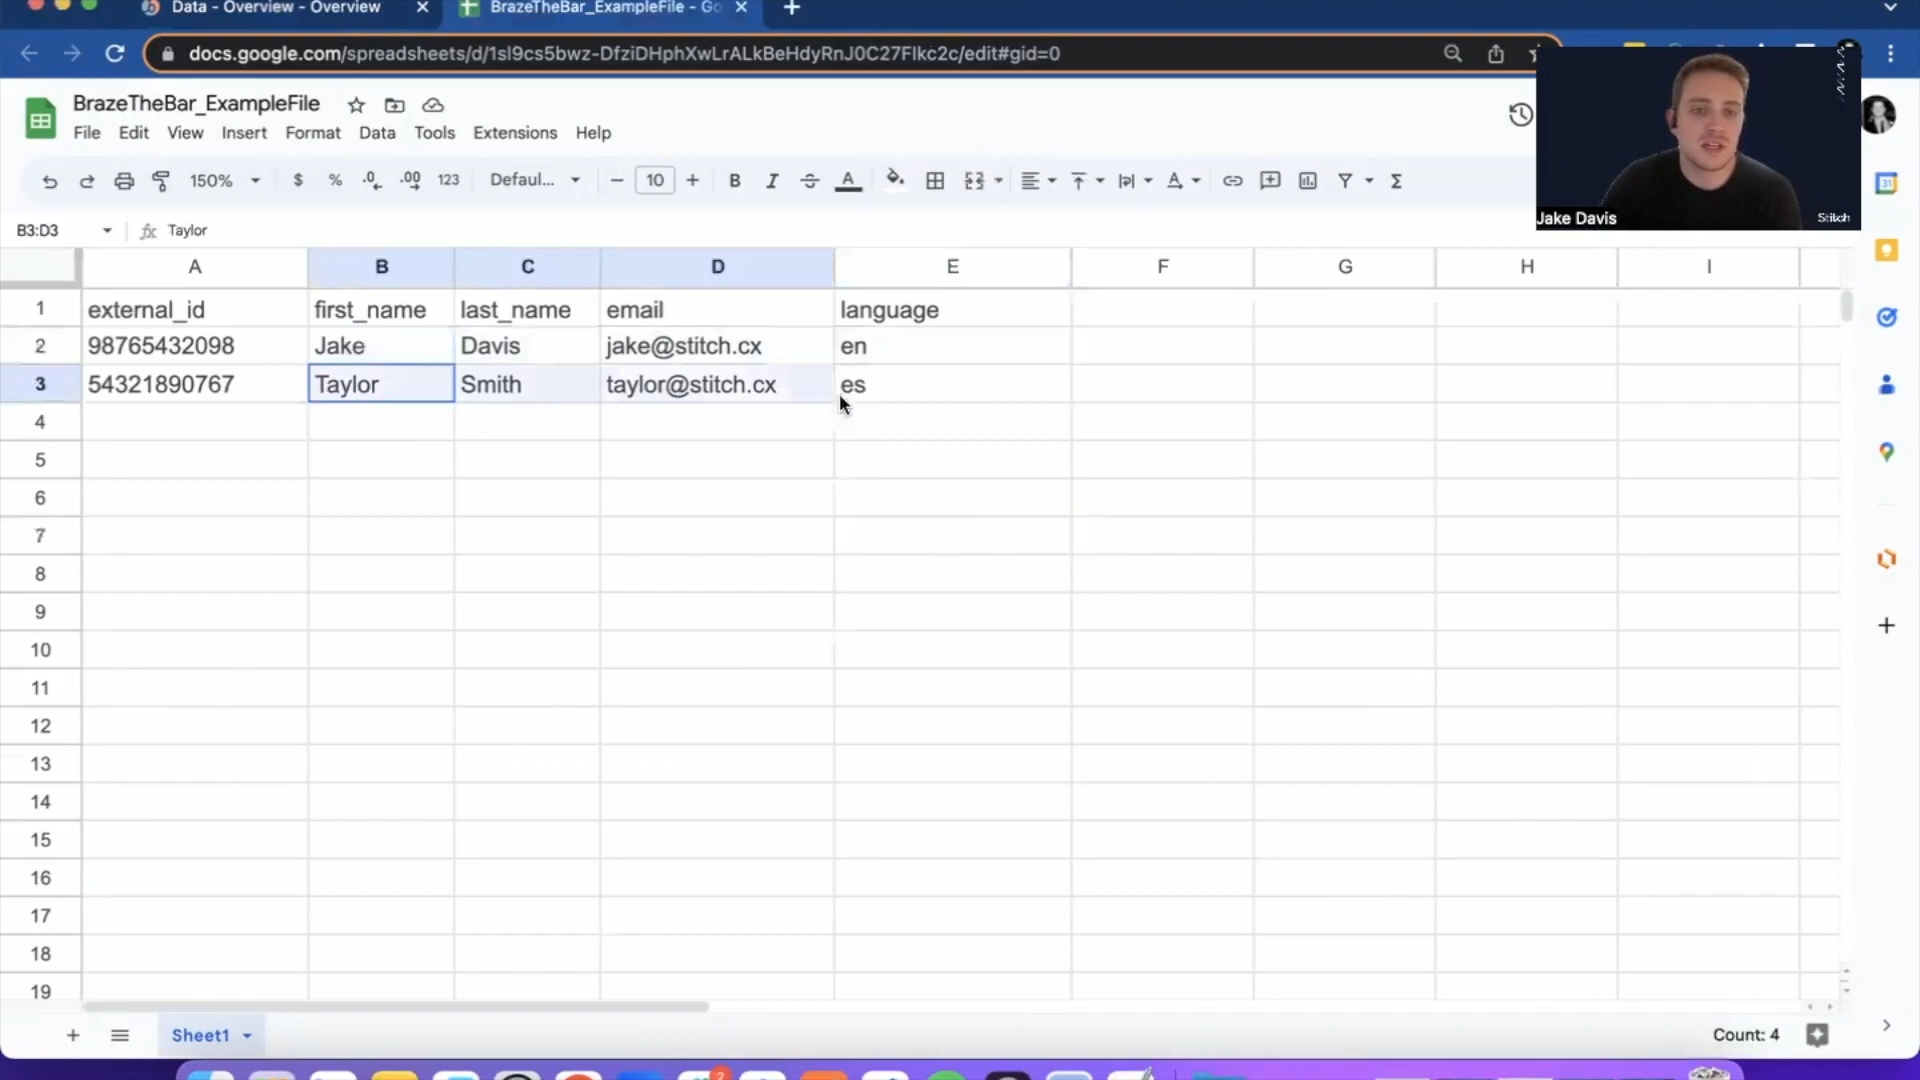 Data - Overview - Overview
BrazeTheBar_ExampleFile - Go
docs.google.com/spreadsheets/d/1sl9cs5bwz-DfziDHphXwLrALkBeHdyRnJ0C27Flkc2c/edit#gid=0
BrazeTheBar_ExampleFile
File Edit View Insert Format Data Tools Extensions Help
150% $ % .0 .00 123 Defaul... 10 B I A
Jake Davis
Stitch
31
B3:D3 fx Taylor
A B C D E F G H I
1 external_id first_name last_name email language
2 98765432098 Jake Davis jake@stitch.cx en
3 54321890767 Taylor Smith taylor@stitch.cx es
4
5
6
7
8
9
10
11
12
13
14
15
16
17
18
19
Sheet1
Count: 4
2